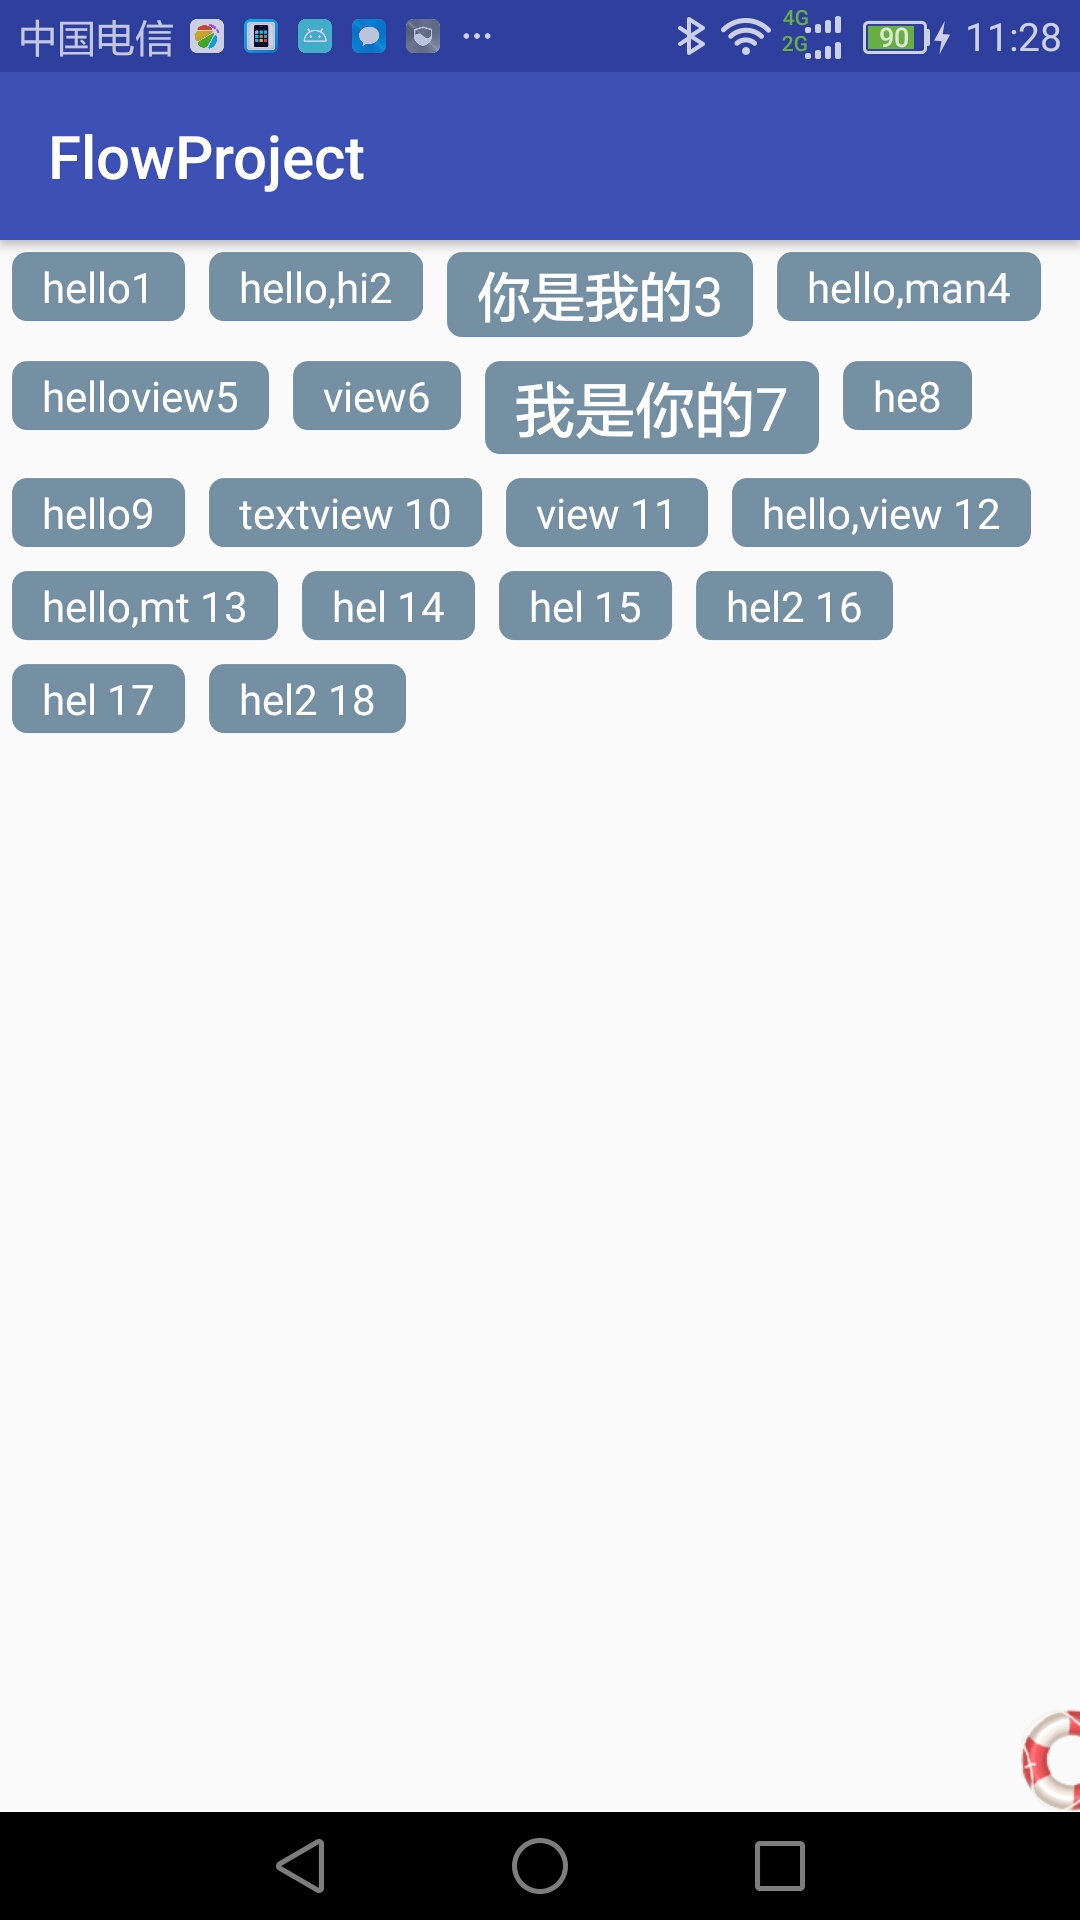 中国电信 4G 2G 90 11:28
FlowProject
hello1 hello,hi2 你是我的3 hello,man4
helloview5 view6 我是你的7 he8
hello9 textview 10 view 11 hello,view 12
hello,mt 13 hel 14 hel 15 hel2 16
hel 17 hel2 18